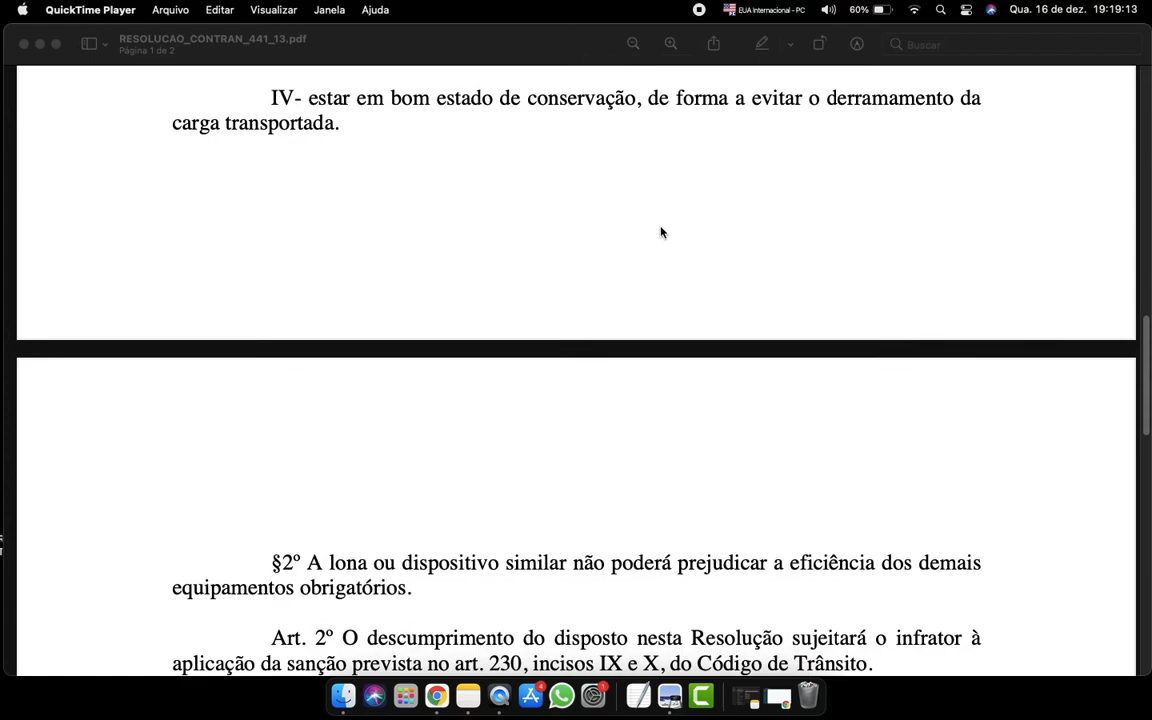 QuickTime Player Arquivo Editar Visualizar Janela Ajuda EUA Internacional - PC 60% Qua. 16 de dez. 19:19:13
RESOLUCAO_CONTRAN_441_13.pdf
Página 1 de 2
Buscar
IV- estar em bom estado de conservação, de forma a evitar o derramamento da
carga transportada.
§2º A lona ou dispositivo similar não poderá prejudicar a eficiência dos demais
equipamentos obrigatórios.
Art. 2º O descumprimento do disposto nesta Resolução sujeitará o infrator à
aplicação da sanção prevista no art. 230, incisos IX e X, do Código de Trânsito.
4
1